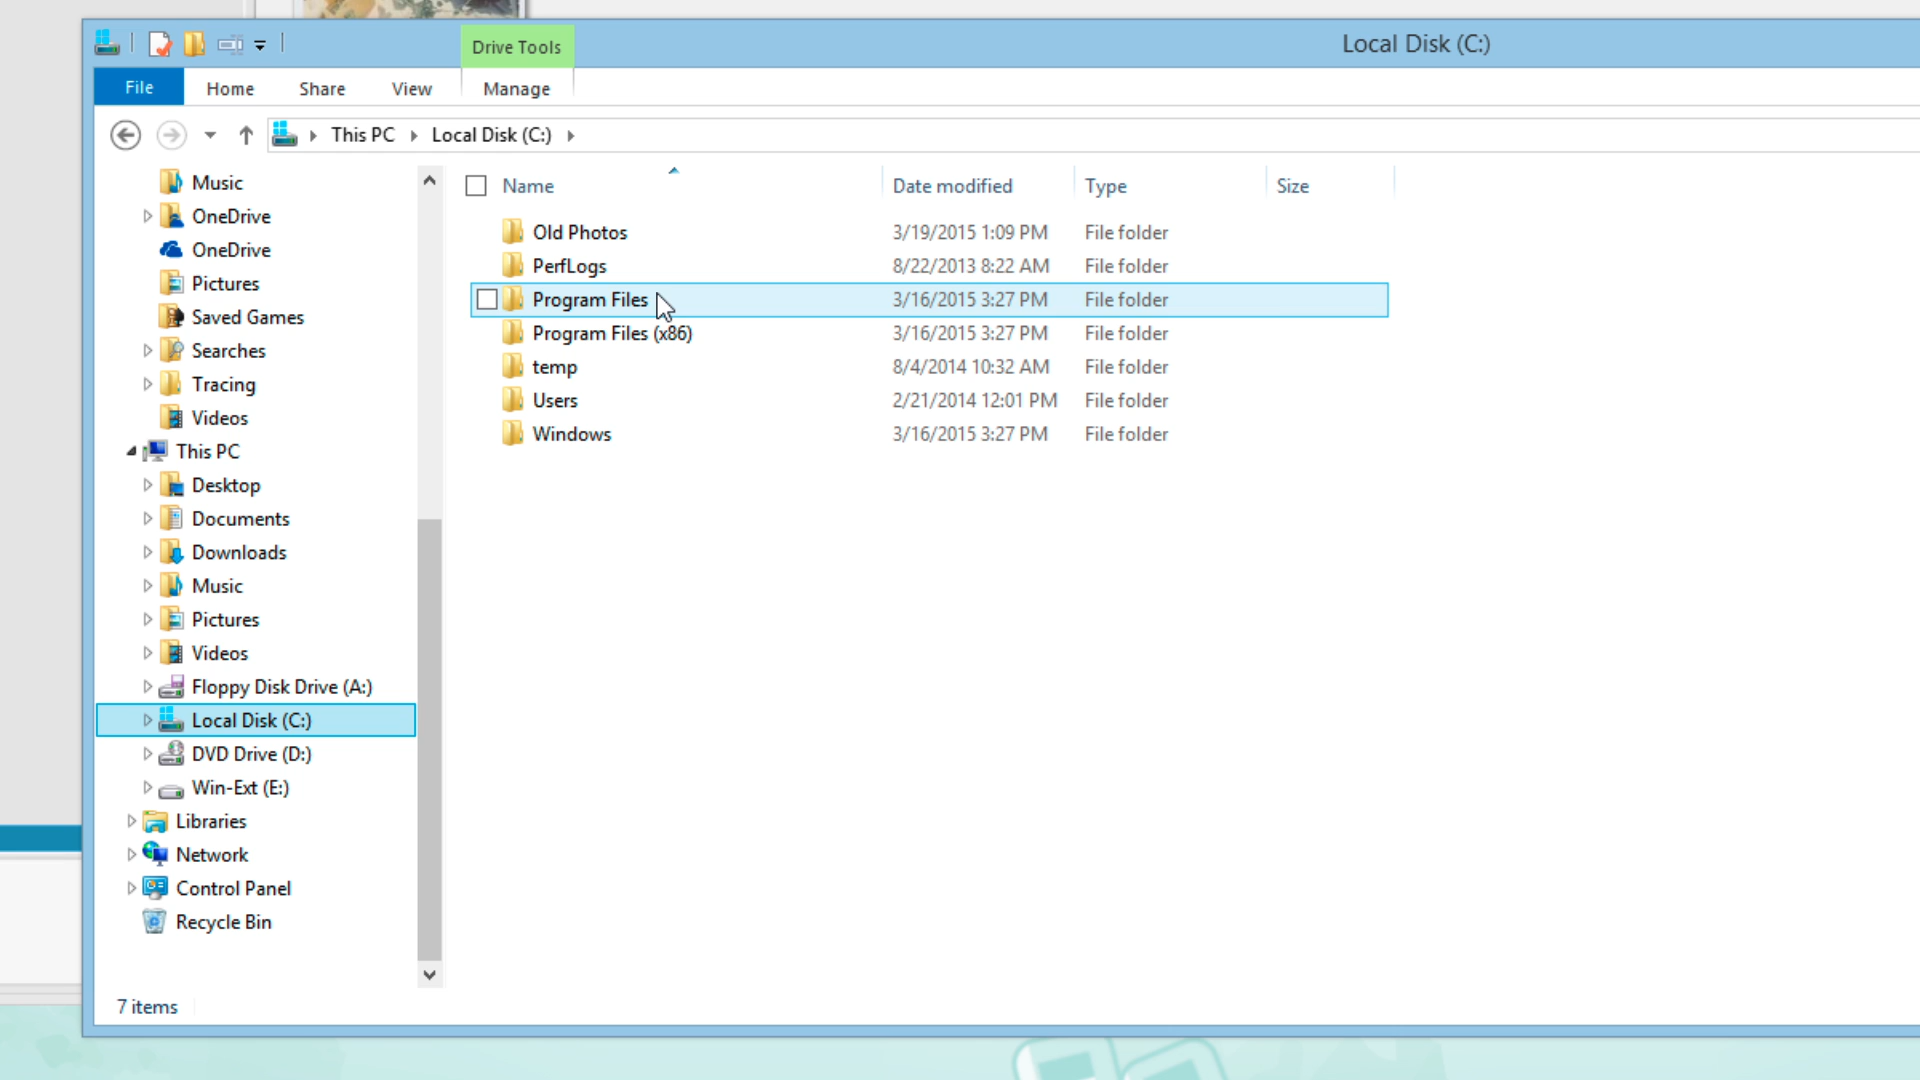 Drive Tools
Local Disk (C:)
File Home Share View Manage
This PC Local Disk (C:)
Music
OneDrive
OneDrive
Pictures
Saved Games
Searches
Tracing
Videos
This PC
Desktop
Documents
Downloads
Music
Pictures
Videos
Floppy Disk Drive (A:)
Local Disk (C:)
DVD Drive (D:)
Win-Ext (E:)
Libraries
Network
Control Panel
Recycle Bin
Name Date modified Type Size
Old Photos 3/19/2015 1:09 PM File folder
PerfLogs 8/22/2013 8:22 AM File folder
Program Files 3/16/2015 3:27 PM File folder
Program Files (x86) 3/16/2015 3:27 PM File folder
temp 8/4/2014 10:32 AM File folder
Users 2/21/2014 12:01 PM File folder
Windows 3/16/2015 3:27 PM File folder
7 items